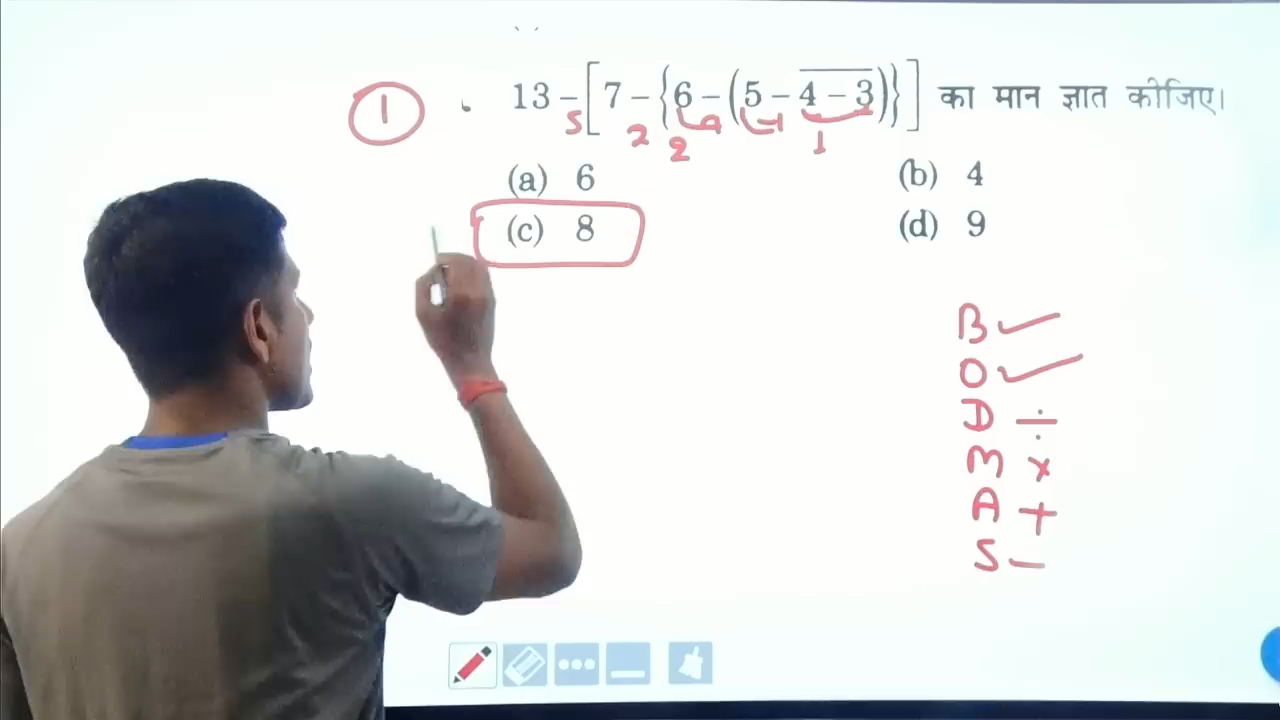 ① . 13 – [7 – {6 – (5 – 4̅ ̅–̅ ̅3̅)}] का मान ज्ञात कीजिए।
5 2 2 1
(a) 6 (b) 4
(c) 8 (d) 9
B ✓
O ✓
D ÷
M ×
A +
S –